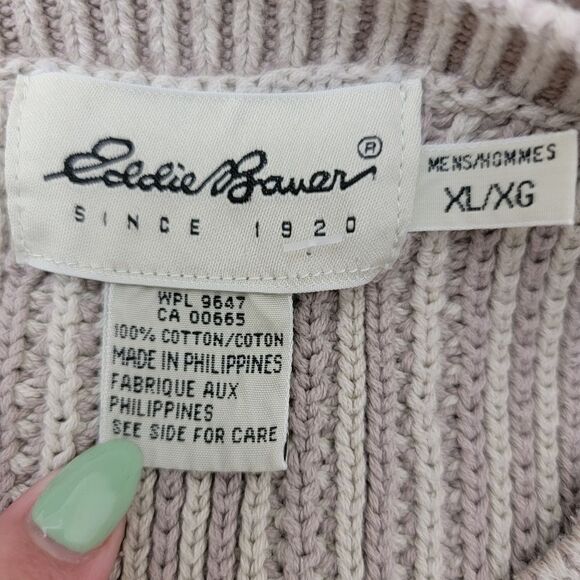 Eddie Bauer®
SINCE 1920
MENS/HOMMES
XL/XG
WPL 9647
CA 00665
100% COTTON/COTON
MADE IN PHILIPPINES
FABRIQUE AUX
PHILIPPINES
SEE SIDE FOR CARE